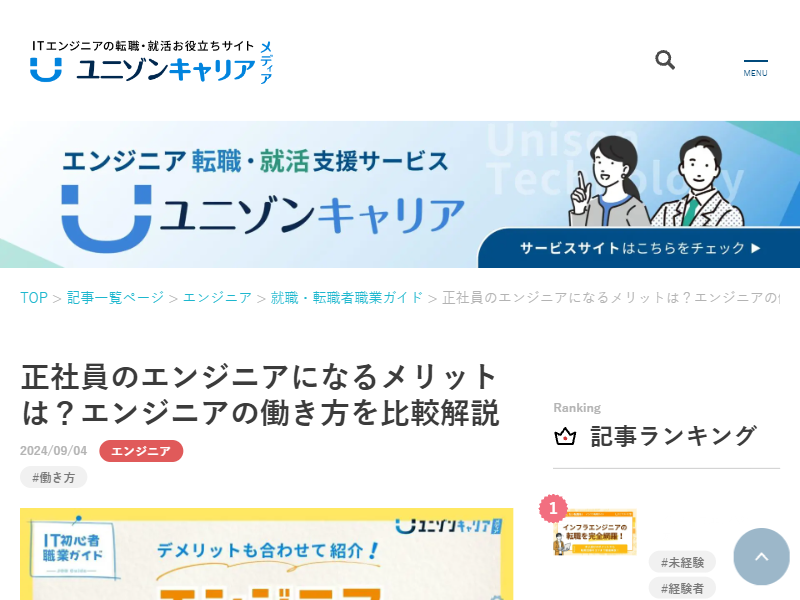 ITエンジニアの転職・就活お役立ちサイト
ユニゾンキャリア
メディア
MENU
Unison
Technology
エンジニア転職・就活支援サービス
ユニゾンキャリア
サービスサイトはこちらをチェック ▶
TOP > 記事一覧ページ > エンジニア > 就職・転職者職業ガイド > 正社員のエンジニアになるメリットは？エンジニアの
正社員のエンジニアになるメリット
は？エンジニアの働き方を比較解説
2024/09/04
エンジニア
#働き方
Ranking
記事ランキング
IT初心者
職業ガイド
ユニゾンキャリア
デメリットも合わせて紹介！
エンジニア
1
インフラエンジニアの
転職を完全網羅！
#未経験
#経験者